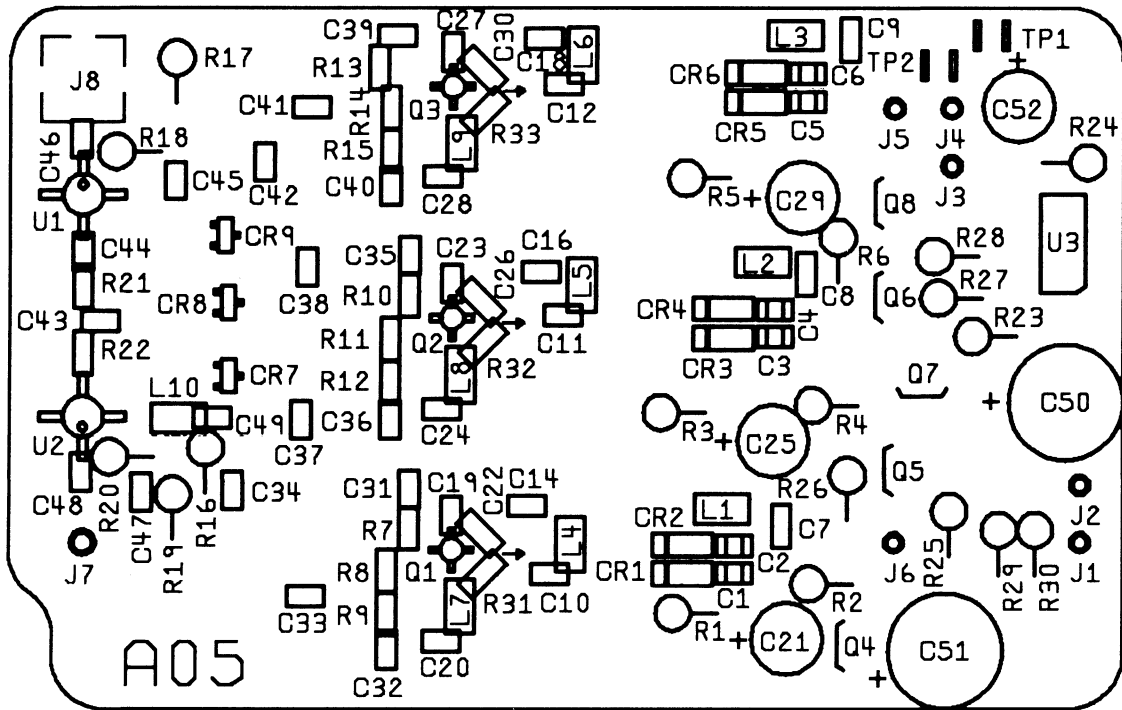 C39
C27
C30
L6
L3
C9
TP1
J8
R17
R13
C18
CR6
C6
TP2
C41
R14
Q3
C12
CR5
C5
C52
C46
R18
R33
J5
J4
R24
R15
L9
C45
C42
C40
C28
R5
C29
Q8
J3
U1
CR9
C35
C23
C16
R6
R28
U3
C44
C26
L5
L2
R21
C38
R10
C8
Q6
R27
CR8
CR4
C4
C43
R11
Q2
C11
R23
R22
CR3
C3
R12
L8
R32
Q7
CR7
L10
C50
U2
C49
C36
C24
R3
C25
R4
C37
C48
R20
C47
R16
C34
C31
C19
C22
C14
R26
Q5
L1
R19
R7
CR2
C7
J2
J7
Q1
L4
C2
J6
R25
R8
CR1
R29
R30
J1
R31
C10
C1
C33
R9
L7
R1
R2
C21
Q4
C51
C20
A05
C32
+
+
+
+
+
+